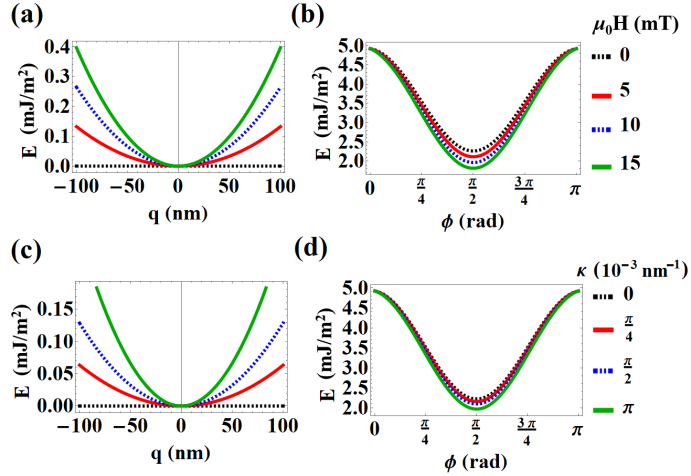 (a)
E (mJ/m²)
0.4
0.3
0.2
0.1
0.0
−100 −50 0 50 100
q (nm)
(b)
E (mJ/m²)
5.0
4.5
4.0
3.5
3.0
2.5
2.0
0 π/4 π/2 3π/4 π
ϕ (rad)
μ₀H (mT)
0
5
10
15
(c)
E (mJ/m²)
0.15
0.10
0.05
0.00
−100 −50 0 50 100
q (nm)
(d)
E (mJ/m²)
5.0
4.5
4.0
3.5
3.0
2.5
2.0
0 π/4 π/2 3π/4 π
ϕ (rad)
κ (10⁻³ nm⁻¹)
0
π/4
π/2
π